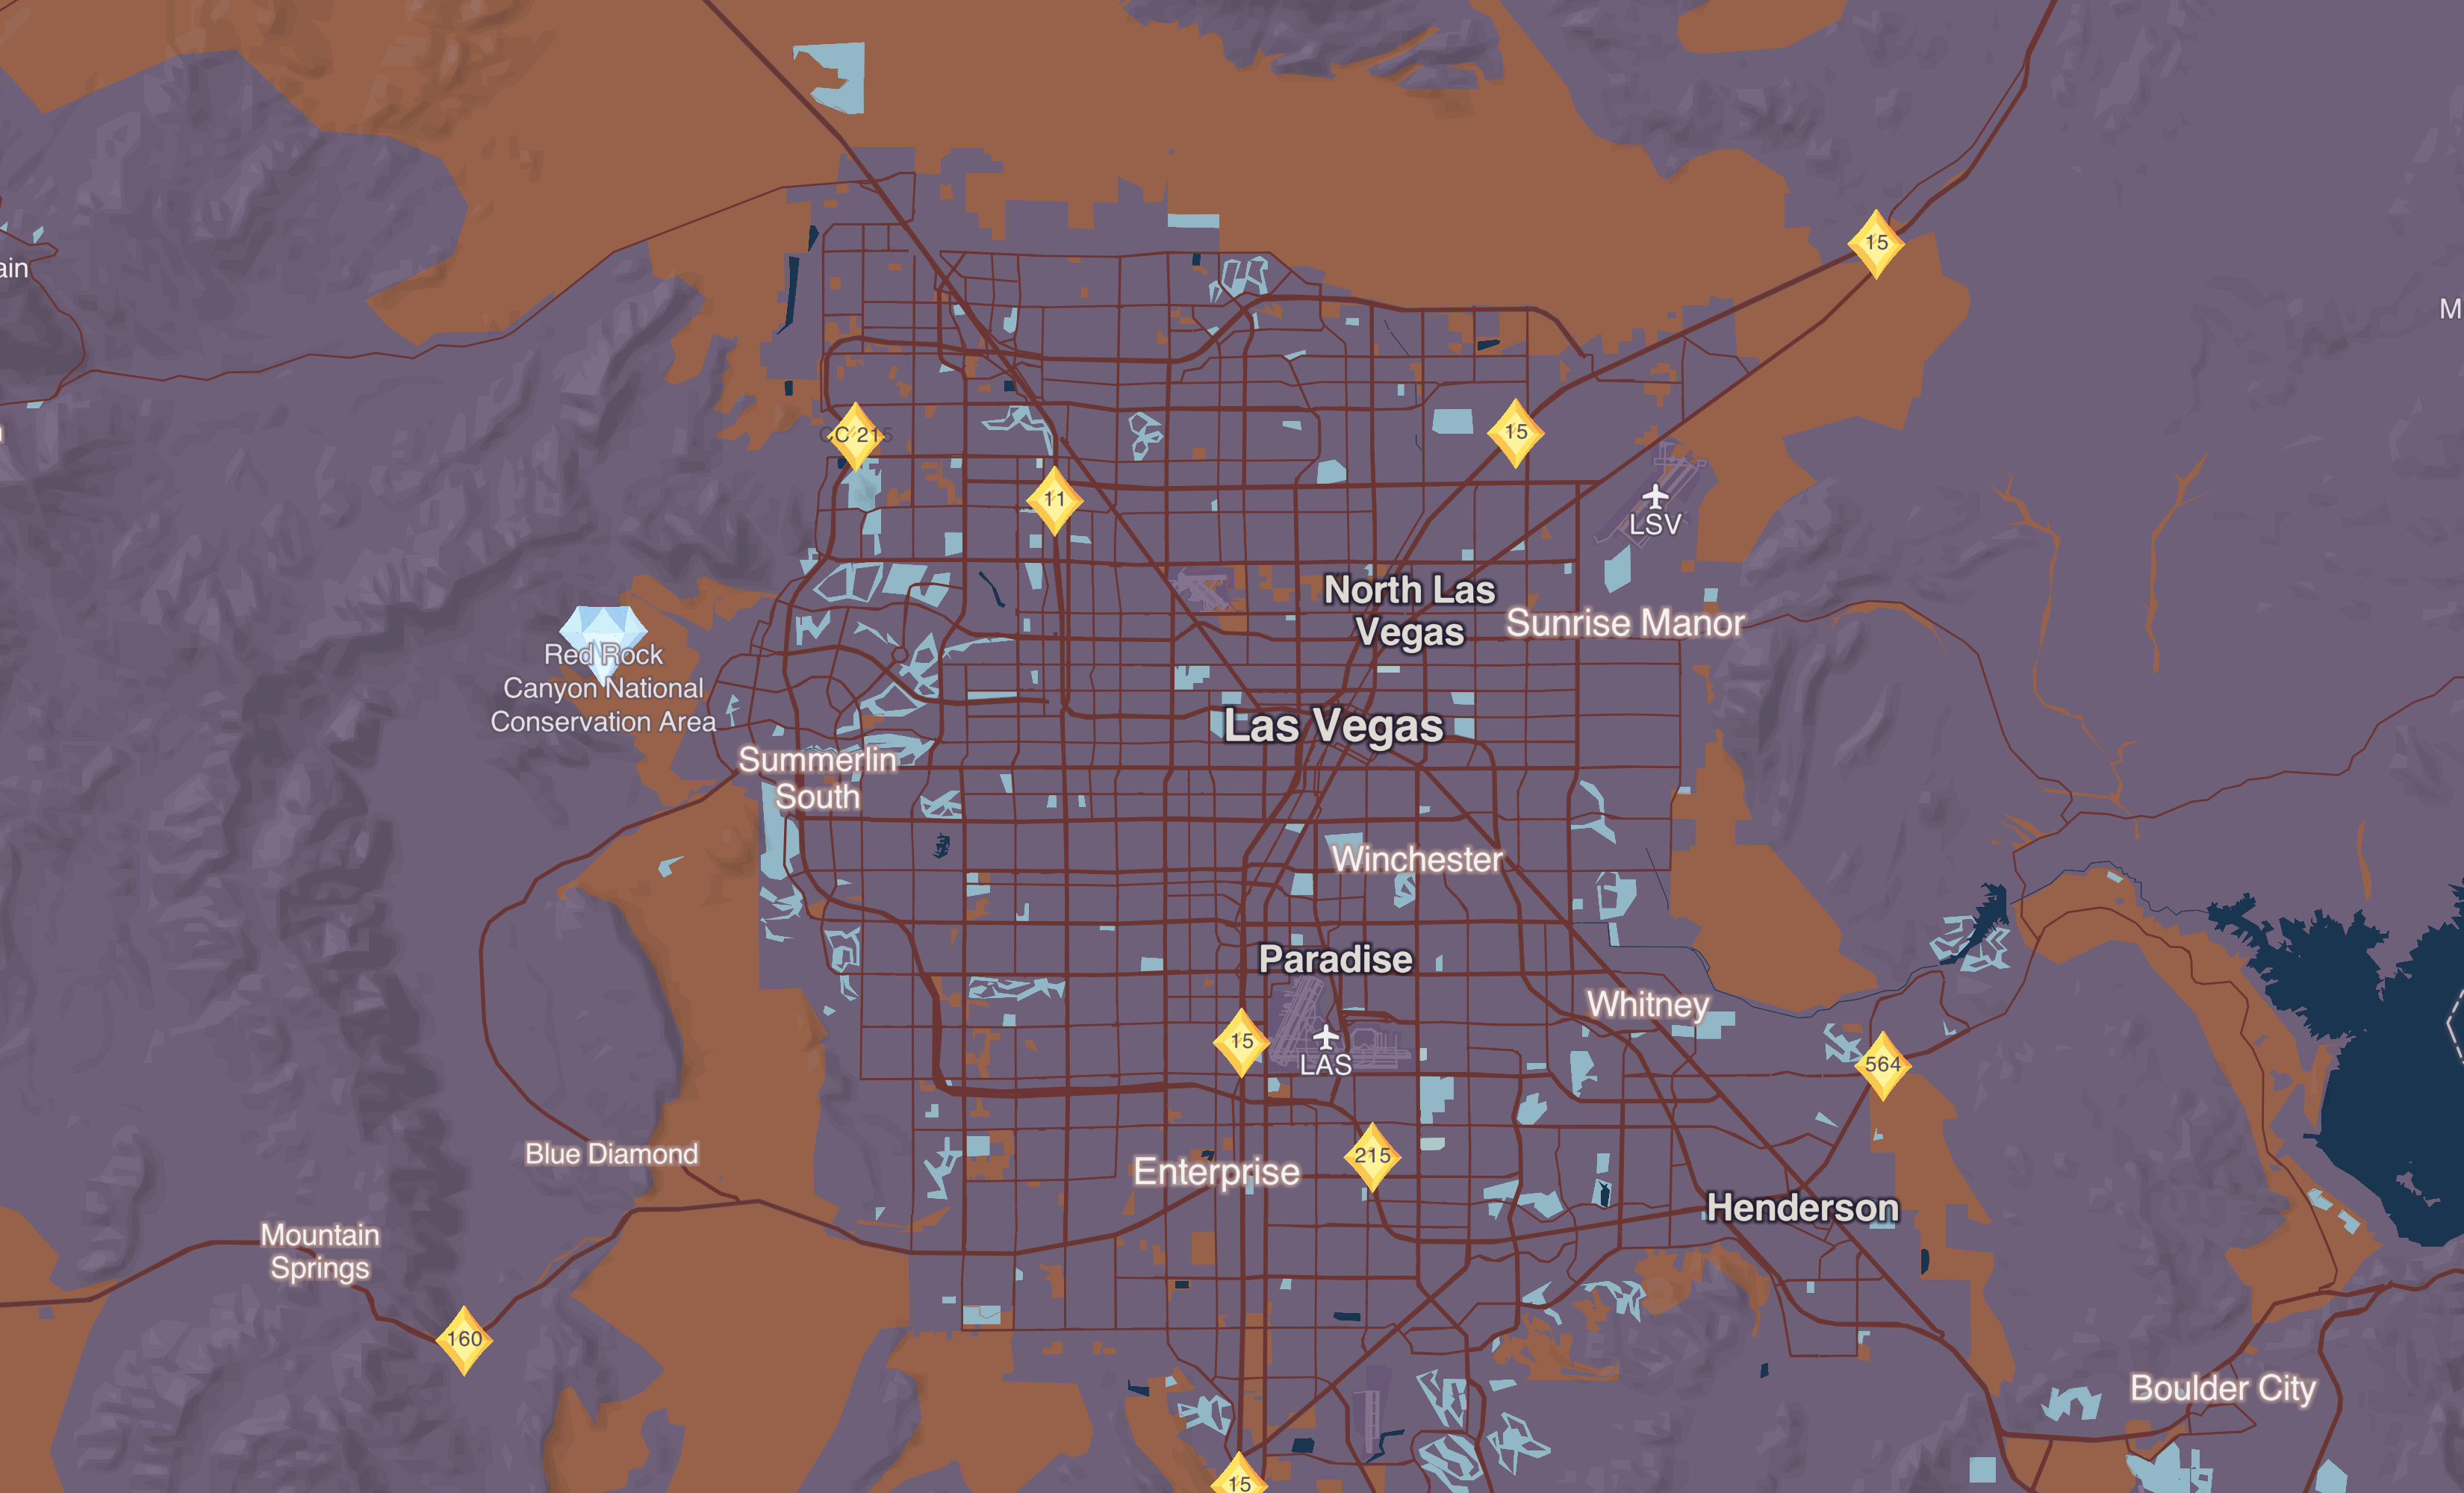 15
ain
M
CC 215
15
11
LSV
North Las
Vegas
Sunrise Manor
Red Rock
Canyon National
Conservation Area
Las Vegas
Summerlin
South
Winchester
Paradise
Whitney
15
LAS
564
Blue Diamond
215
Enterprise
Henderson
Mountain
Springs
160
Boulder City
15